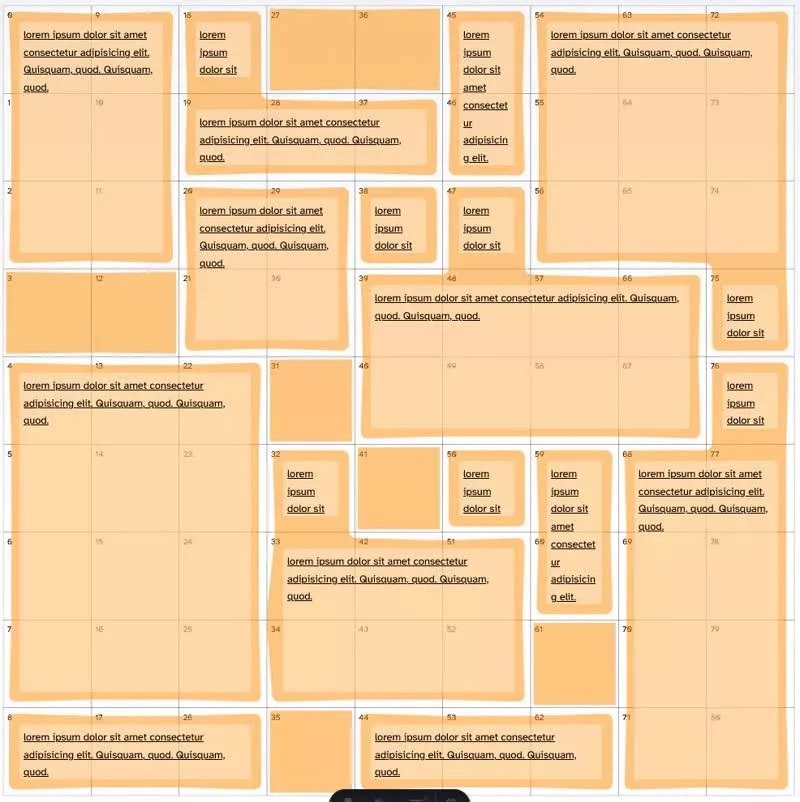 0 9 18 27 36 45 54 63 72
lorem ipsum dolor sit amet
consectetur adipisicing elit.
Quisquam, quod. Quisquam,
quod.
lorem
ipsum
dolor sit
lorem
ipsum
dolor sit
amet
consectet
ur
adipisicin
g elit.
lorem ipsum dolor sit amet consectetur
adipisicing elit. Quisquam, quod. Quisquam,
quod.
1 10 19 28 37 46 55 64 73
lorem ipsum dolor sit amet consectetur
adipisicing elit. Quisquam, quod. Quisquam,
quod.
2 11 20 29 38 47 56 65 74
lorem ipsum dolor sit amet
consectetur adipisicing elit.
Quisquam, quod. Quisquam,
quod.
lorem
ipsum
dolor sit
lorem
ipsum
dolor sit
3 12 21 30 39 48 57 66 75
lorem ipsum dolor sit amet consectetur adipisicing elit. Quisquam,
quod. Quisquam, quod.
lorem
ipsum
dolor sit
4 13 22 31 40 49 58 67 76
lorem ipsum dolor sit amet consectetur
adipisicing elit. Quisquam, quod. Quisquam,
quod.
lorem
ipsum
dolor sit
5 14 23 32 41 50 59 68 77
lorem
ipsum
dolor sit
lorem
ipsum
dolor sit
lorem
ipsum
dolor sit
amet
consectet
ur
adipisicin
g elit.
lorem ipsum dolor sit amet
consectetur adipisicing elit.
Quisquam, quod. Quisquam,
quod.
6 15 24 33 42 51 60 69 78
lorem ipsum dolor sit amet consectetur
adipisicing elit. Quisquam, quod. Quisquam,
quod.
7 16 25 34 43 52 61 70 79
8 17 26 35 44 53 62 71 80
lorem ipsum dolor sit amet consectetur
adipisicing elit. Quisquam, quod. Quisquam,
quod.
lorem ipsum dolor sit amet consectetur
adipisicing elit. Quisquam, quod. Quisquam,
quod.